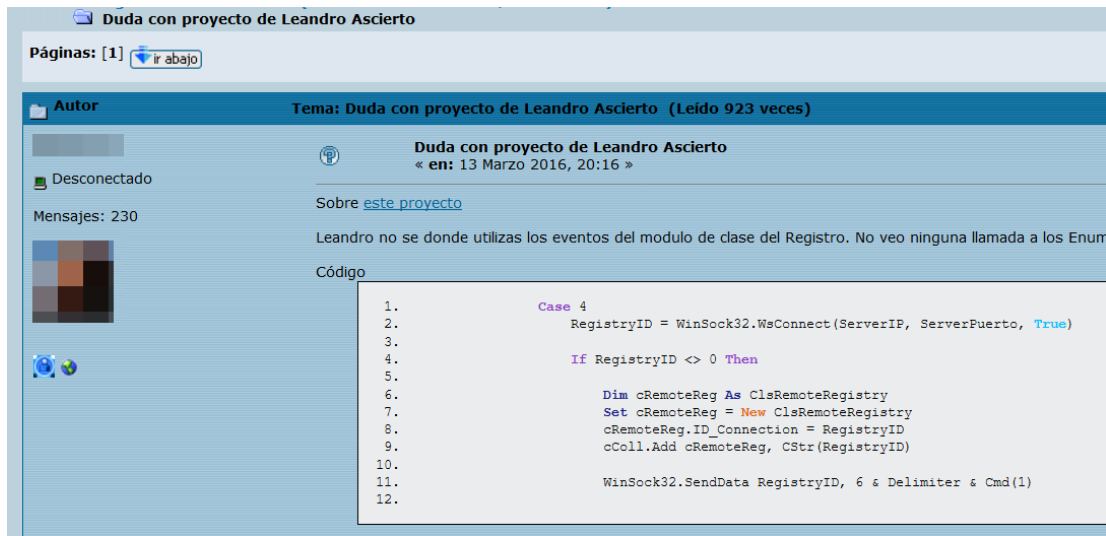 Duda con proyecto de Leandro Ascierto
Páginas: [1] ir abajo
Autor
Tema: Duda con proyecto de Leandro Ascierto (Leído 923 veces)
Duda con proyecto de Leandro Ascierto
« en: 13 Marzo 2016, 20:16 »
Desconectado
Mensajes: 230
Sobre este proyecto
Leandro no se donde utilizas los eventos del modulo de clase del Registro. No veo ninguna llamada a los Enum
Código
1. Case 4
2. RegistryID = WinSock32.WsConnect(ServerIP, ServerPuerto, True)
3.
4. If RegistryID <> 0 Then
5.
6. Dim cRemoteReg As ClsRemoteRegistry
7. Set cRemoteReg = New ClsRemoteRegistry
8. cRemoteReg.ID_Connection = RegistryID
9. cColl.Add cRemoteReg, CStr(RegistryID)
10.
11. WinSock32.SendData RegistryID, 6 & Delimiter & Cmd(1)
12.